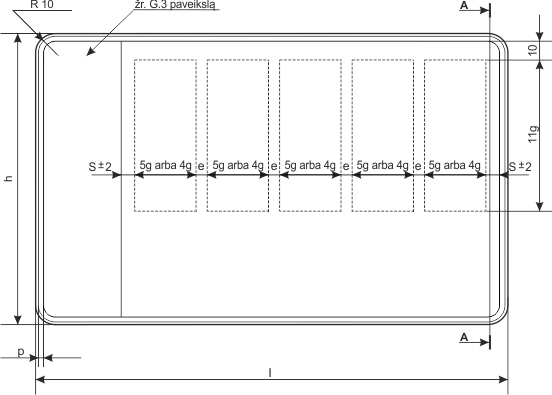 R 10
žr. G.3 paveikslą
A
10
11g
h
S±2
5g arba 4g
e
5g arba 4g
e
5g arba 4g
e
5g arba 4g
e
5g arba 4g
S±2
A
p
l